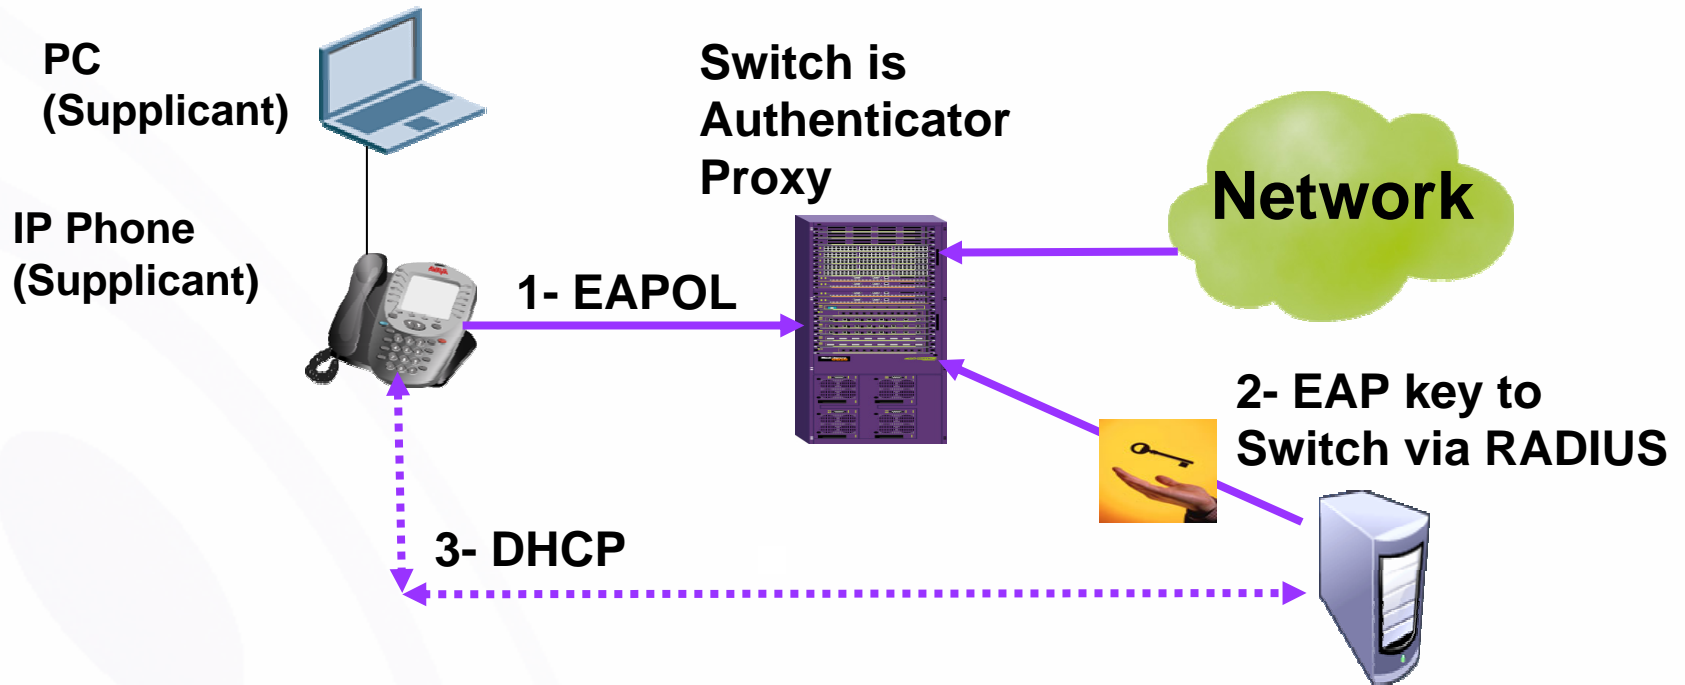 PC
(Supplicant)
Switch is
Authenticator
Proxy
Network
IP Phone
(Supplicant)
AVAYA
1- EAPOL
2- EAP key to
Switch via RADIUS
3- DHCP